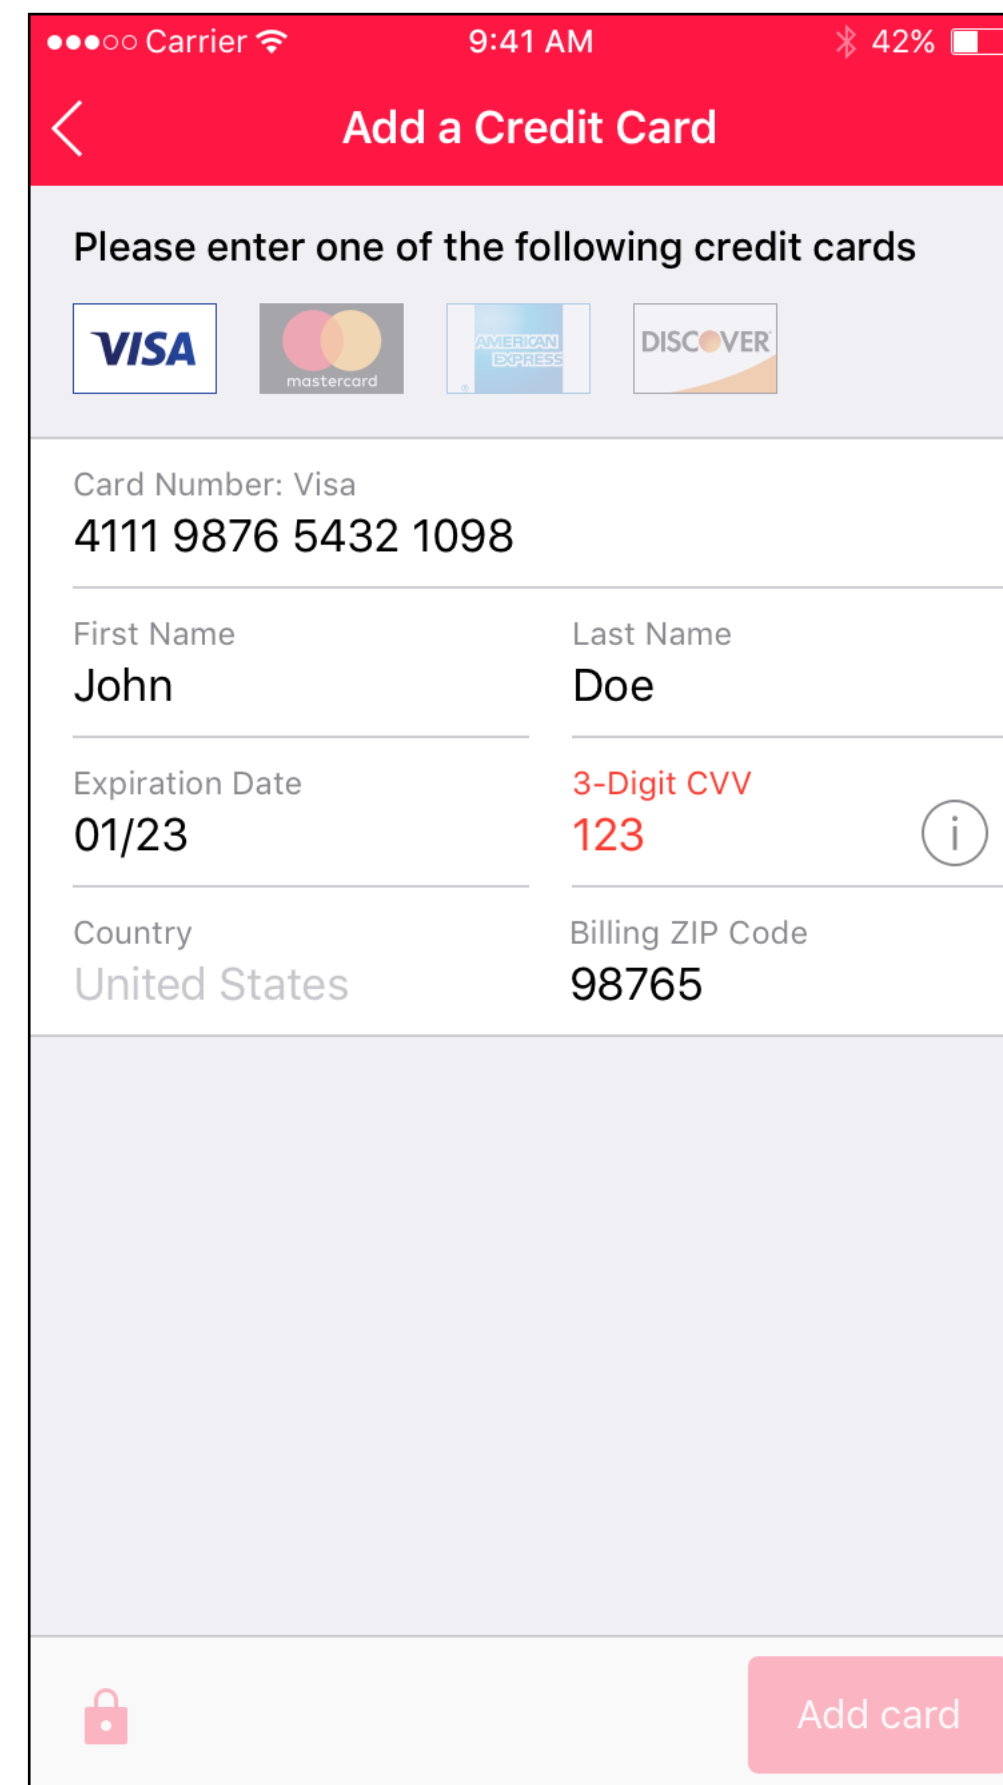 Carrier 9:41 AM 42%
Add a Credit Card
Please enter one of the following credit cards
VISA mastercard AMERICAN EXPRESS ® DISCOVER
Card Number: Visa
4111 9876 5432 1098
First Name Last Name
John Doe
Expiration Date 3-Digit CVV
01/23 123 i
Country Billing ZIP Code
United States 98765
Add card